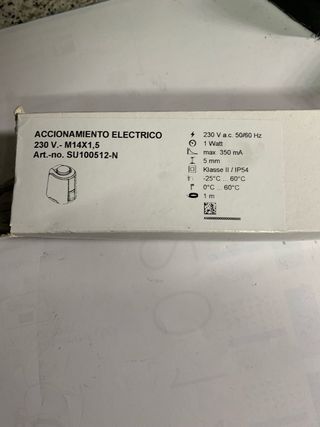 ACCIONAMIENTO ELECTRICO
230 V.- M14X1,5
Art.-no. SU100512-N
230 V a.c. 50/60 Hz
1 Watt
max. 350 mA
5 mm
Klasse II / IP54
-25°C ... 60°C
0°C ... 60°C
1 m